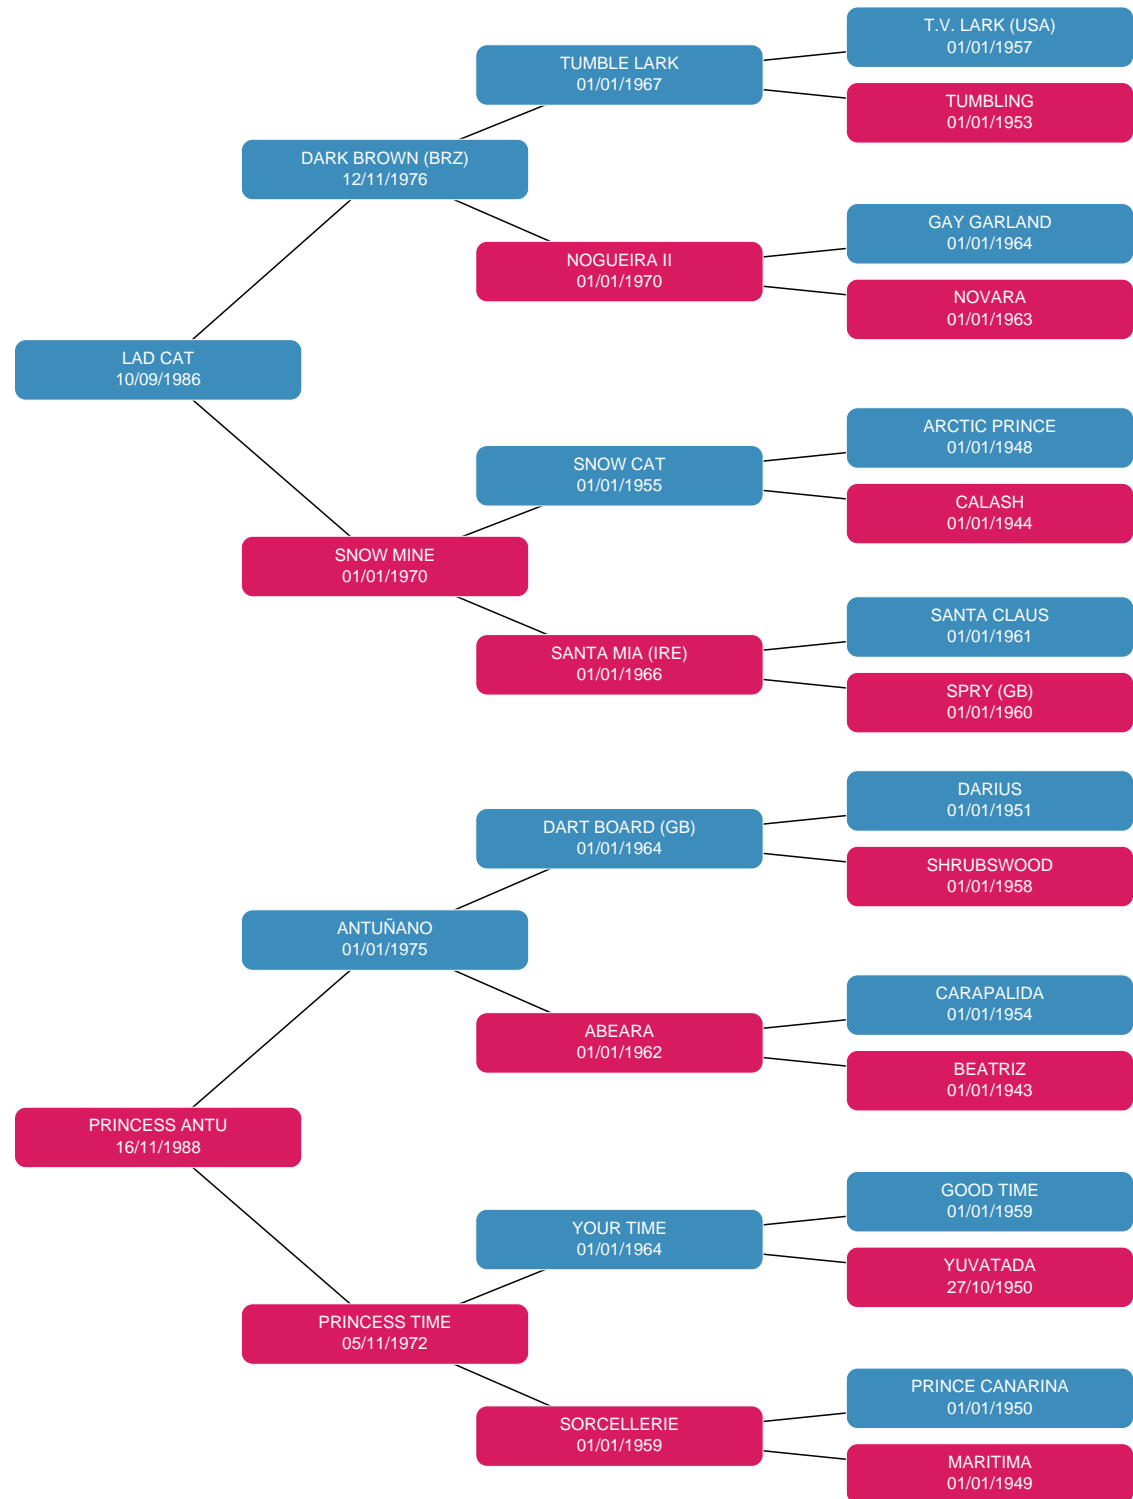 T.V. LARK (USA)
01/01/1957
TUMBLE LARK
01/01/1967
TUMBLING
01/01/1953
DARK BROWN (BRZ)
12/11/1976
GAY GARLAND
01/01/1964
NOGUEIRA II
01/01/1970
NOVARA
01/01/1963
LAD CAT
10/09/1986
ARCTIC PRINCE
01/01/1948
SNOW CAT
01/01/1955
CALASH
01/01/1944
SNOW MINE
01/01/1970
SANTA CLAUS
01/01/1961
SANTA MIA (IRE)
01/01/1966
SPRY (GB)
01/01/1960
DARIUS
01/01/1951
DART BOARD (GB)
01/01/1964
SHRUBSWOOD
01/01/1958
ANTUÑANO
01/01/1975
CARAPALIDA
01/01/1954
ABEARA
01/01/1962
BEATRIZ
01/01/1943
PRINCESS ANTU
16/11/1988
GOOD TIME
01/01/1959
YOUR TIME
01/01/1964
YUVATADA
27/10/1950
PRINCESS TIME
05/11/1972
PRINCE CANARINA
01/01/1950
SORCELLERIE
01/01/1959
MARITIMA
01/01/1949